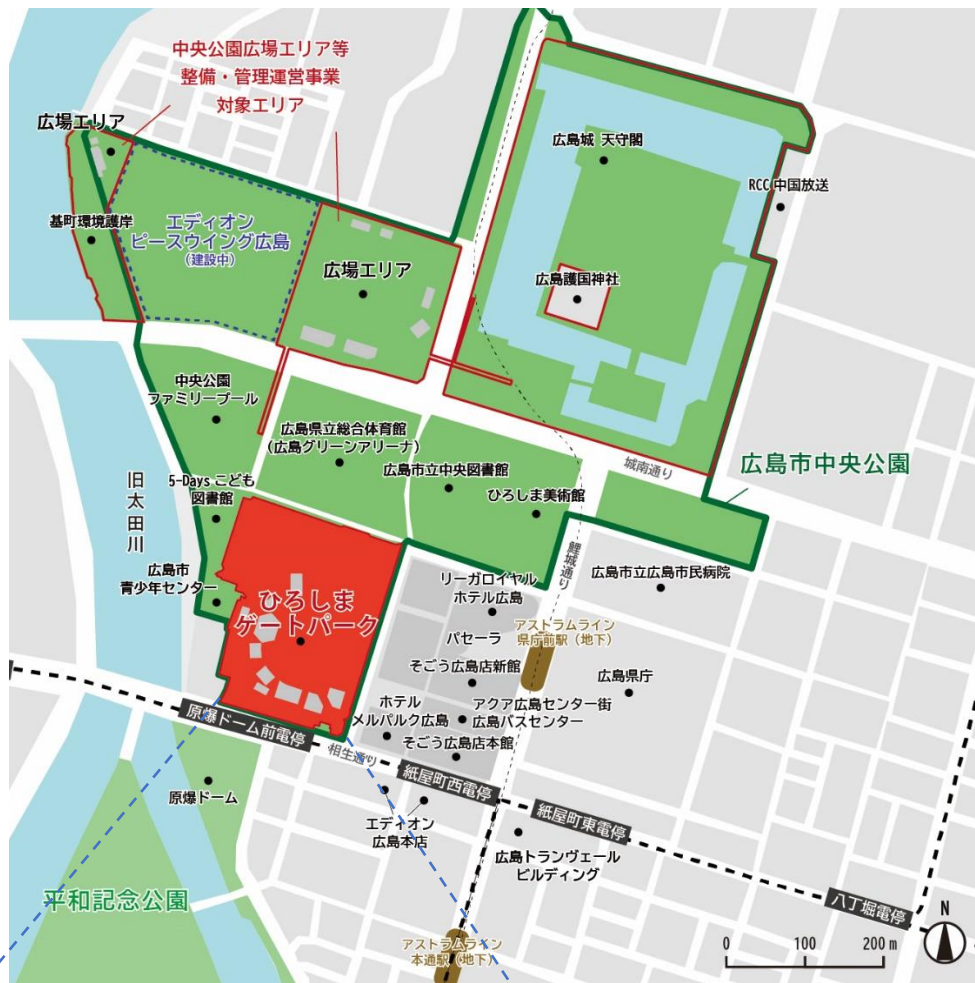 中央公園広場エリア等
整備・管理運営事業
対象エリア
広場エリア
広島城 天守閣
RCC 中国放送
基町環境護岸
エディオン
ピースウイング広島
(建設中)
広場エリア
広島護国神社
中央公園
ファミリープール
広島県立総合体育館
(広島グリーンアリーナ)
広島市立中央図書館
城南通り
広島市中央公園
5-Days こども
図書館
ひろしま美術館
旧太田川
鯉城通り
広島市
青少年センター
ひろしま
ゲートパーク
リーガロイヤル
ホテル広島
広島市立広島市民病院
パセーラ
アストラムライン
県庁前駅（地下）
そごう広島店新館
広島県庁
ホテル
メルパルク広島
アクア広島センター街
広島バスセンター
原爆ドーム前電停
相生通り
そごう広島店本館
紙屋町西電停
原爆ドーム
紙屋町東電停
エディオン
広島本店
広島トランヴェール
ビルディング
平和記念公園
八丁堀電停
アストラムライン
本通駅（地下）
N
0 100 200 m